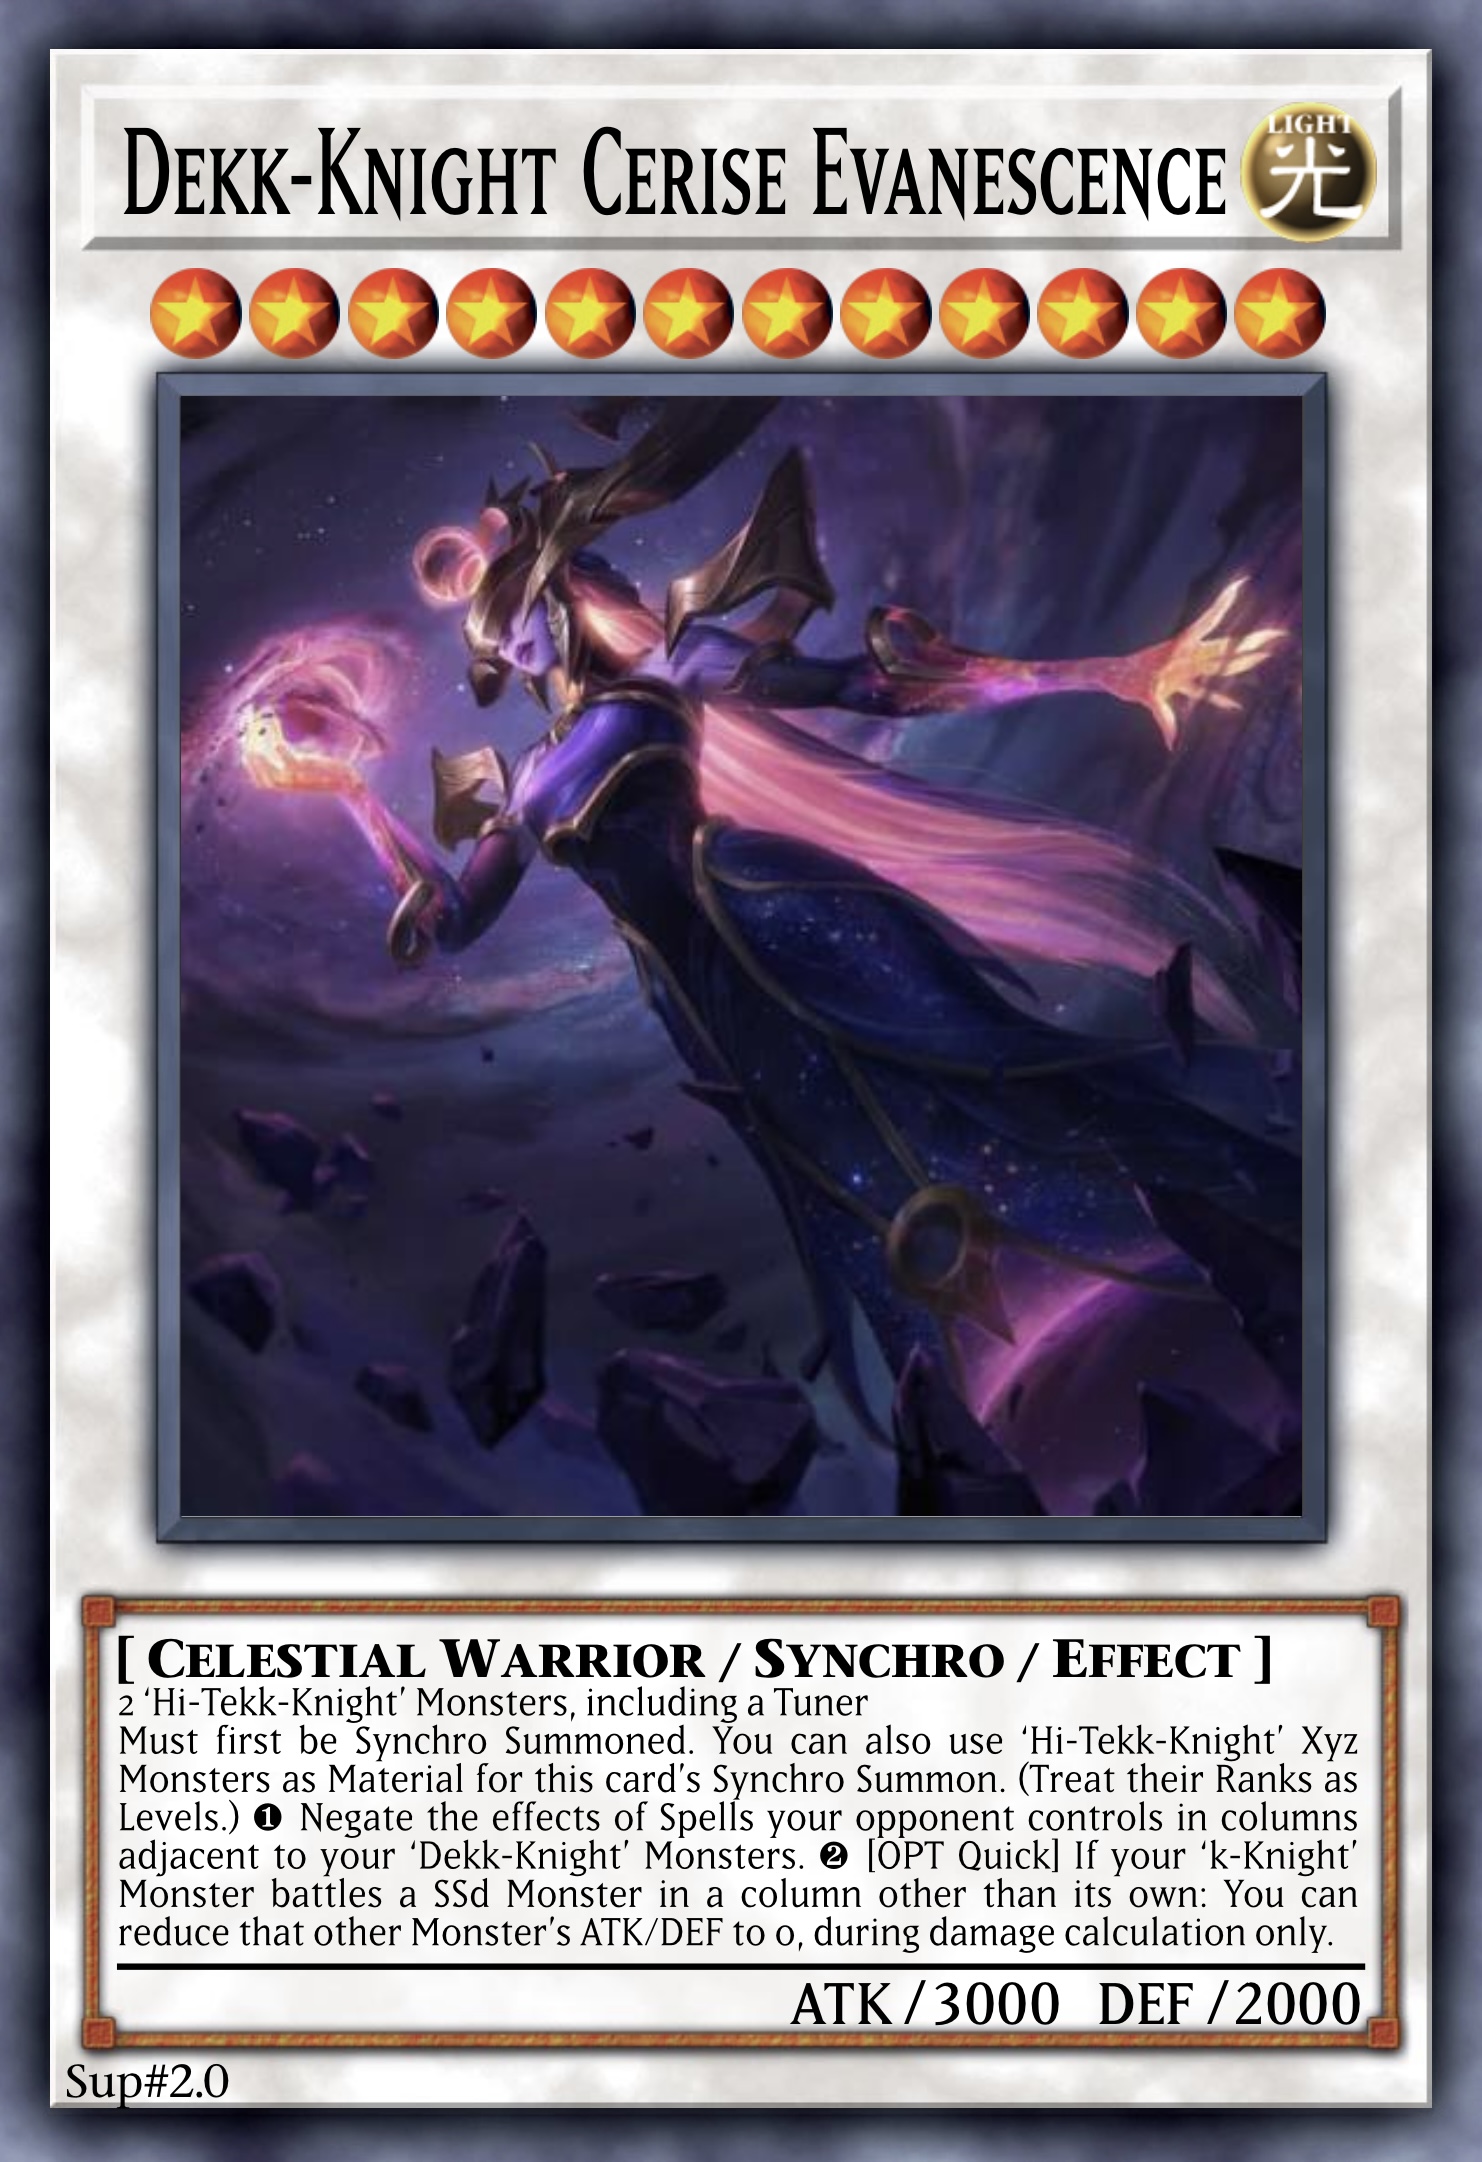 Dekk-Knight Cerise Evanescence
LIGHT
光
[ Celestial Warrior / Synchro / Effect ]
2 ‘Hi-Tekk-Knight’ Monsters, including a Tuner
Must first be Synchro Summoned. You can also use ‘Hi-Tekk-Knight’ Xyz
Monsters as Material for this card's Synchro Summon. (Treat their Ranks as
Levels.) ❶ Negate the effects of Spells your opponent controls in columns
adjacent to your ‘Dekk-Knight’ Monsters. ❷ [OPT Quick] If your ‘k-Knight’
Monster battles a SSd Monster in a column other than its own: You can
reduce that other Monster's ATK/DEF to 0, during damage calculation only.
ATK/3000 DEF/2000
Sup#2.0